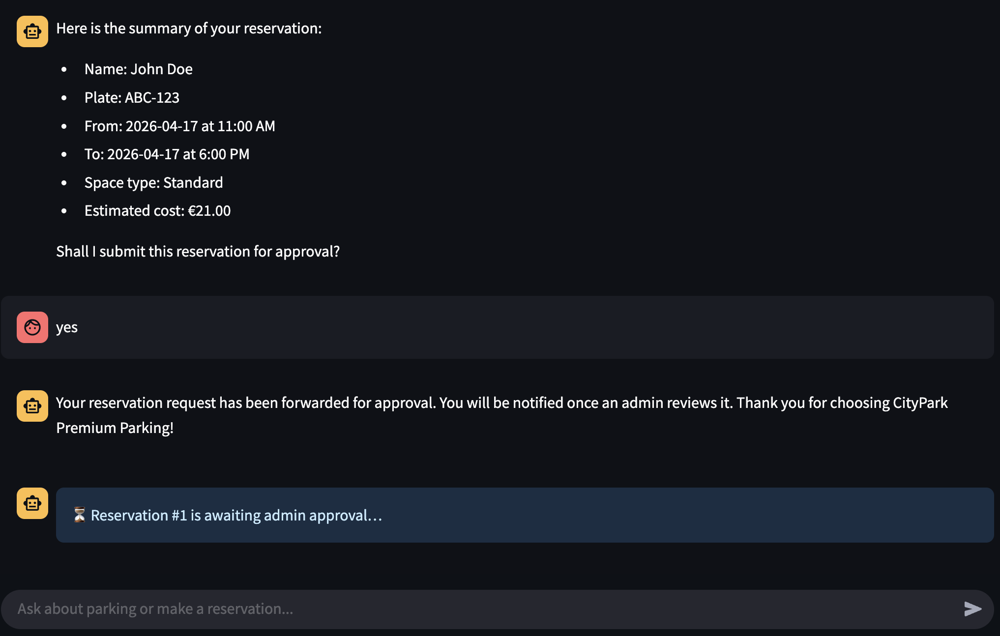 Here is the summary of your reservation:
• Name: John Doe
• Plate: ABC-123
• From: 2026-04-17 at 11:00 AM
• To: 2026-04-17 at 6:00 PM
• Space type: Standard
• Estimated cost: €21.00
Shall I submit this reservation for approval?
yes
Your reservation request has been forwarded for approval. You will be notified once an admin reviews it. Thank you for choosing CityPark
Premium Parking!
⏳ Reservation #1 is awaiting admin approval...
Ask about parking or make a reservation...